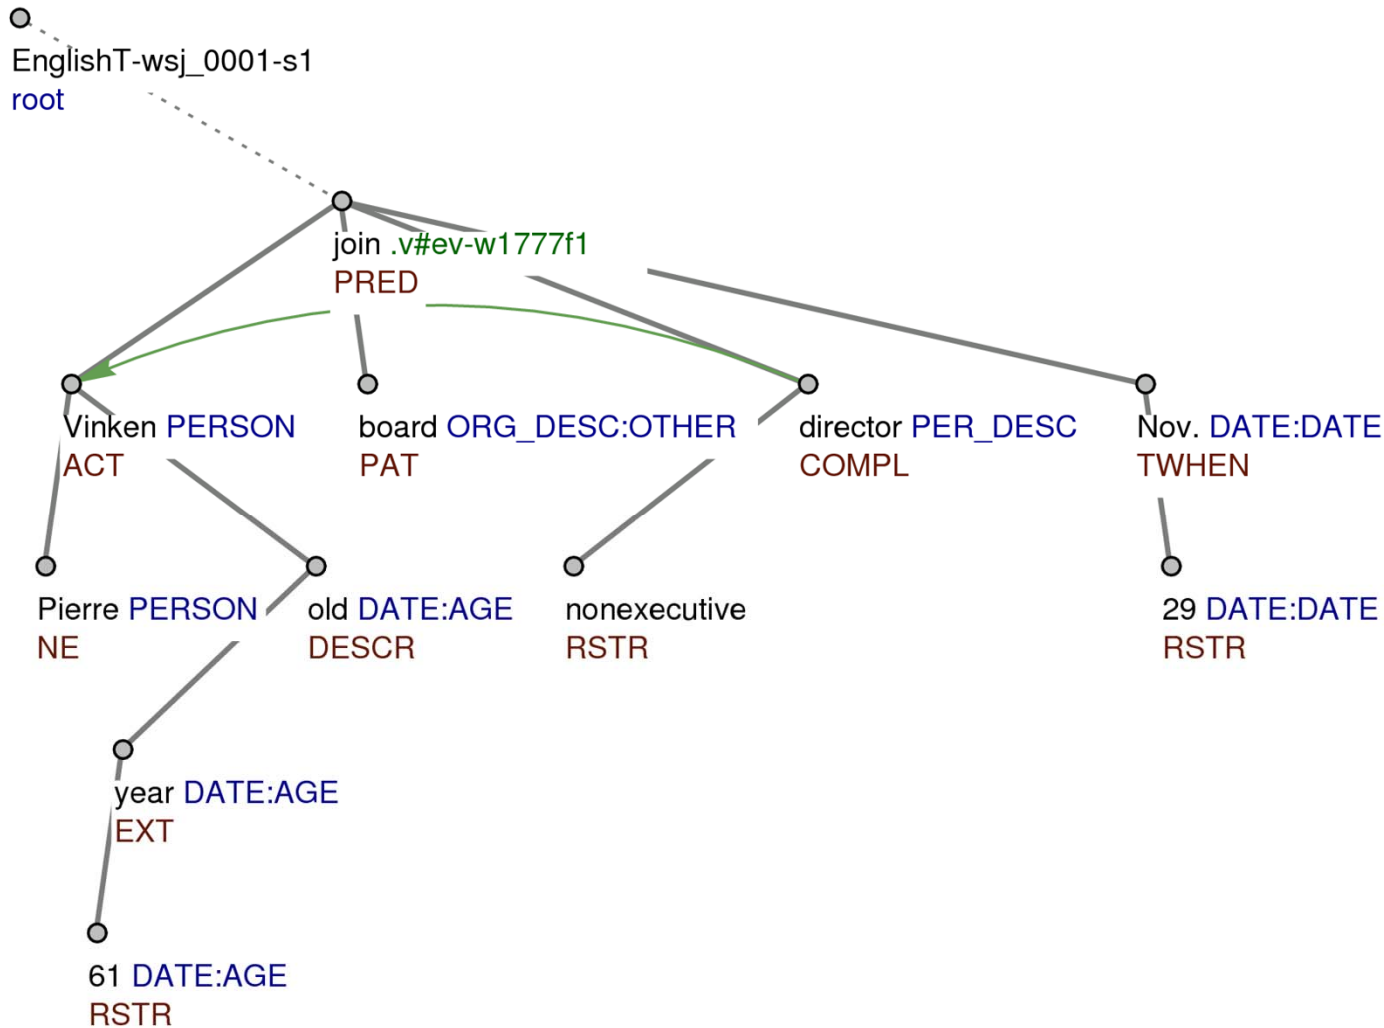 EnglishT-wsj_0001-s1
root
join .v#ev-w1777f1
PRED
Vinken PERSON
ACT
board ORG_DESC:OTHER
PAT
director PER_DESC
COMPL
Nov. DATE:DATE
TWHEN
Pierre PERSON
NE
old DATE:AGE
DESCR
nonexecutive
RSTR
29 DATE:DATE
RSTR
year DATE:AGE
EXT
61 DATE:AGE
RSTR